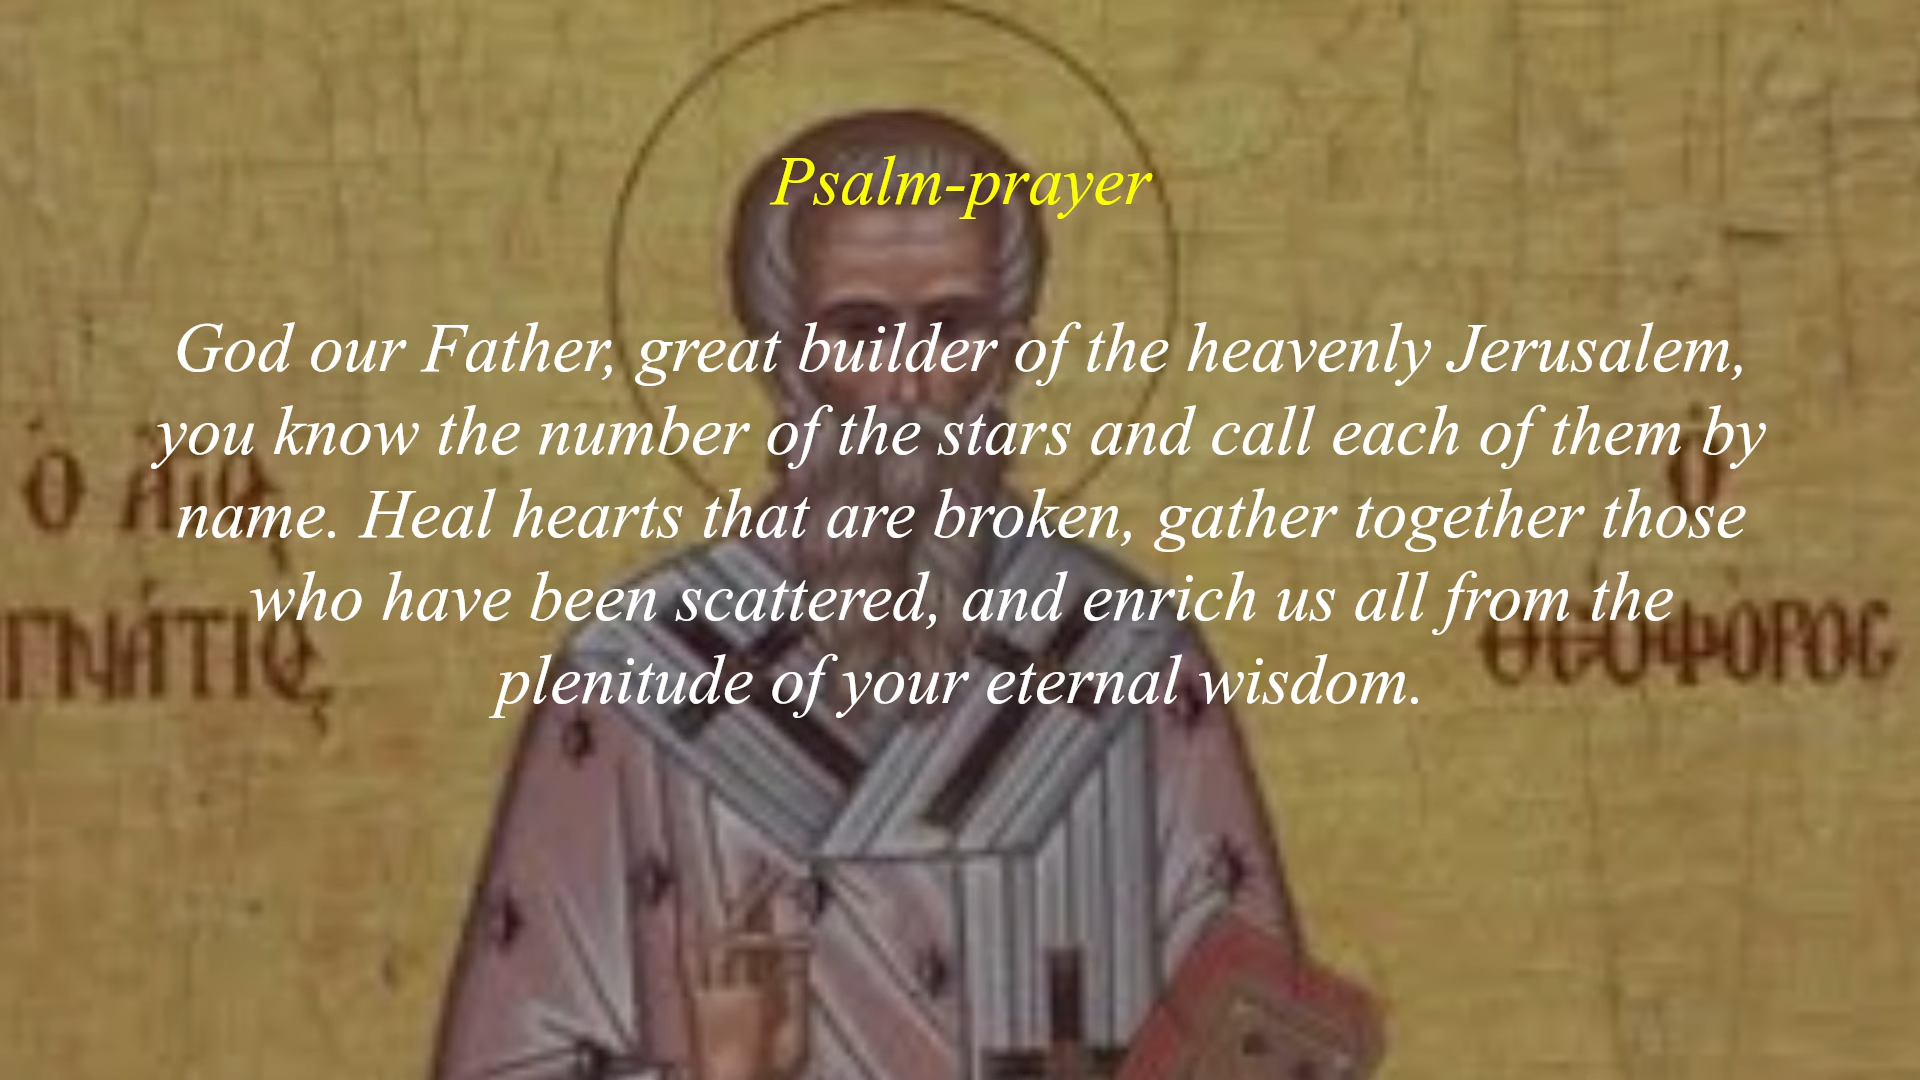 Psalm-prayer
God our Father, great builder of the heavenly Jerusalem,
you know the number of the stars and call each of them by
name. Heal hearts that are broken, gather together those
who have been scattered, and enrich us all from the
plenitude of your eternal wisdom.
ὁ
ὁ
ΘΕΟΦΟΡΟC